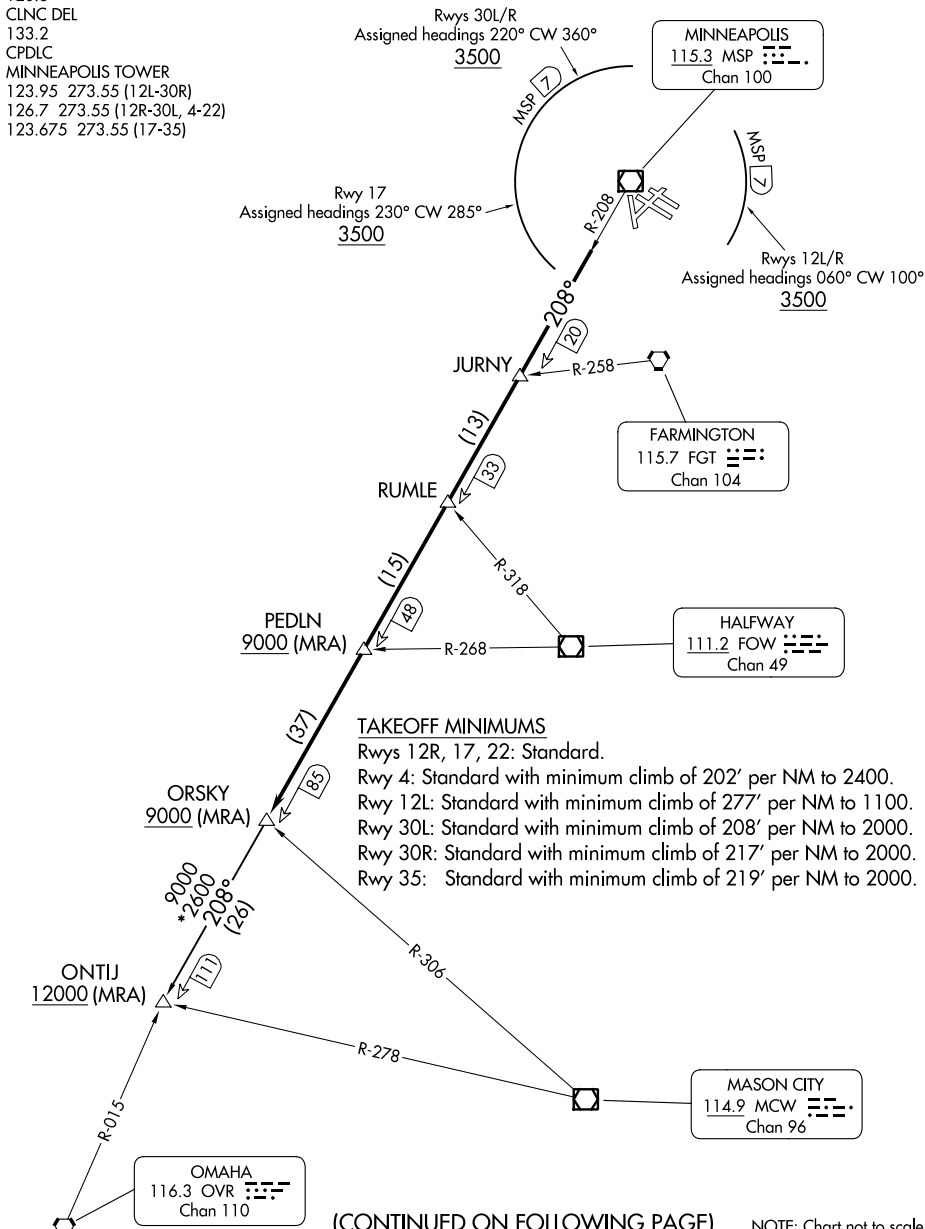 CLNC DEL
133.2
CPDLC
MINNEAPOLIS TOWER
123.95 273.55 (12L-30R)
126.7 273.55 (12R-30L, 4-22)
123.675 273.55 (17-35)
Rwys 30L/R
Assigned headings 220° CW 360°
3500
MINNEAPOLIS
115.3 MSP
Chan 100
MSP 7
MSP 7
Rwy 17
Assigned headings 230° CW 285°
3500
R-208
Rwys 12L/R
Assigned headings 060° CW 100°
3500
208°
20
JURNY
R-258
FARMINGTON
115.7 FGT
Chan 104
(13)
33
RUMLE
R-318
(15)
48
PEDLN
9000 (MRA)
R-268
HALFWAY
111.2 FOW
Chan 49
(37)
TAKEOFF MINIMUMS
Rwys 12R, 17, 22: Standard.
Rwy 4: Standard with minimum climb of 202' per NM to 2400.
Rwy 12L: Standard with minimum climb of 277' per NM to 1100.
Rwy 30L: Standard with minimum climb of 208' per NM to 2000.
Rwy 30R: Standard with minimum climb of 217' per NM to 2000.
Rwy 35: Standard with minimum climb of 219' per NM to 2000.
85
ORSKY
9000 (MRA)
9000
*2600
208°
(26)
R-306
111
ONTIJ
12000 (MRA)
R-278
MASON CITY
114.9 MCW
Chan 96
R-015
OMAHA
116.3 OVR
Chan 110
(CONTINUED ON FOLLOWING PAGE)
NOTE: Chart not to scale